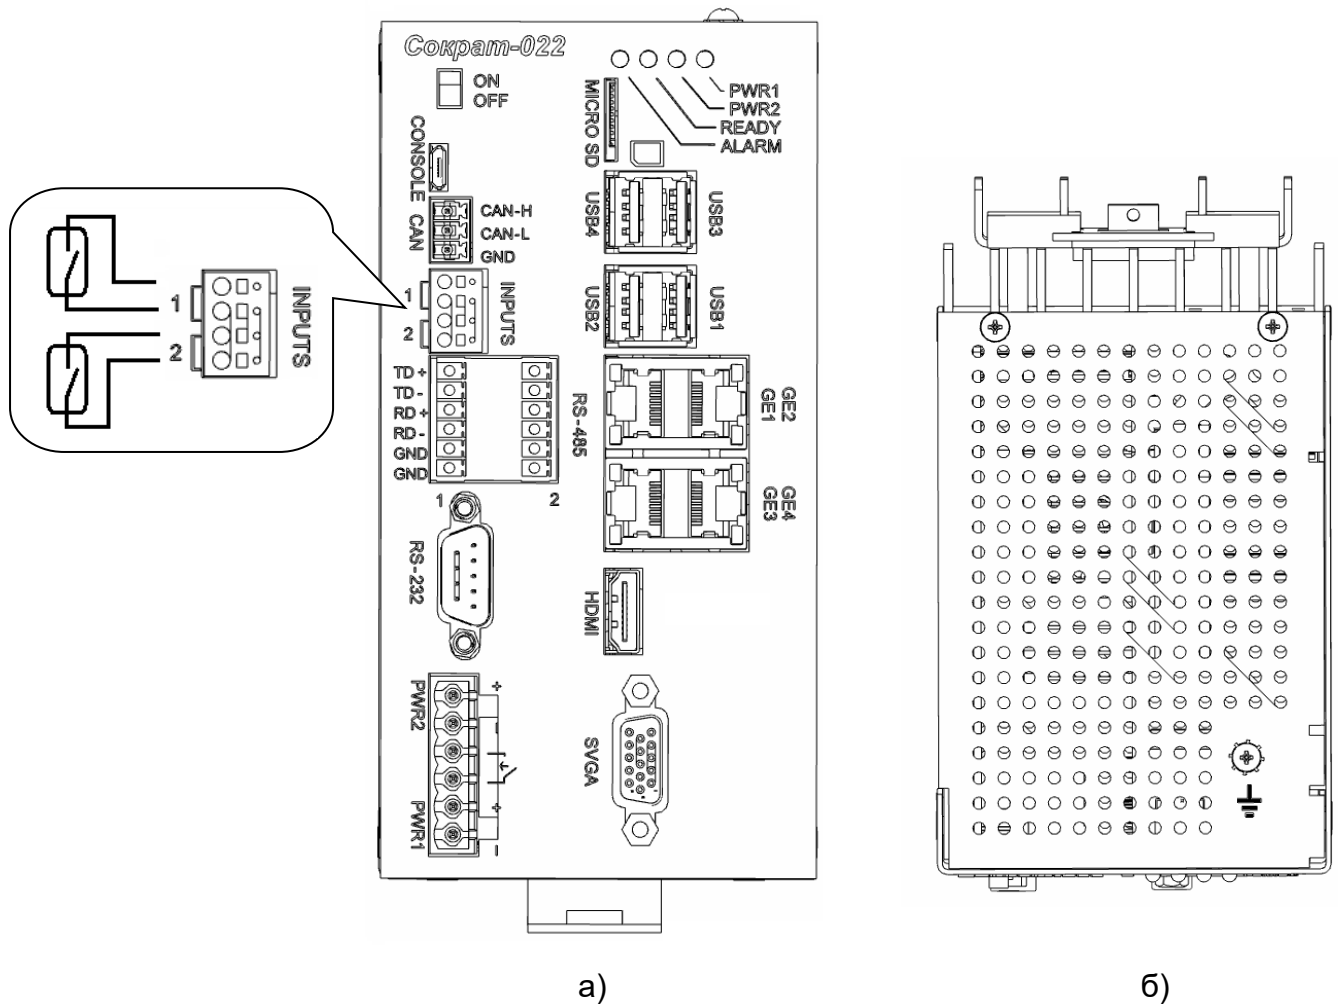 Сократ-022
ON
OFF
PWR1
PWR2
READY
ALARM
MICRO SD
CONSOLE
CAN
CAN-H
CAN-L
GND
USB4
USB3
USB2
USB1
1
2
INPUTS
1
2
INPUTS
TD +
TD -
RD +
RD -
GND
GND
RS-485
1
2
GE2
GE1
GE4
GE3
RS-232
HDMI
SVGA
PWR2
PWR1
+
–
+
–
а)
б)